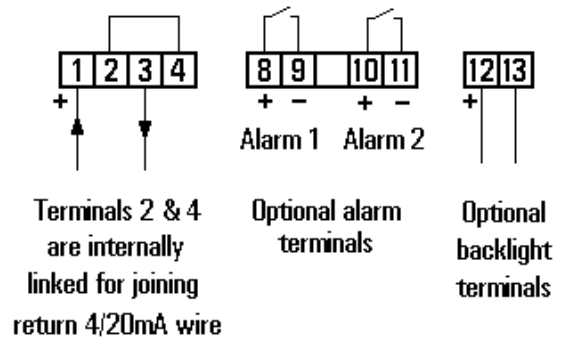 1 2 3 4 8 9 10 11 12 13
+ + − + − +
Alarm 1 Alarm 2
Terminals 2 & 4
are internally
linked for joining
return 4/20mA wire
Optional alarm
terminals
Optional
backlight
terminals